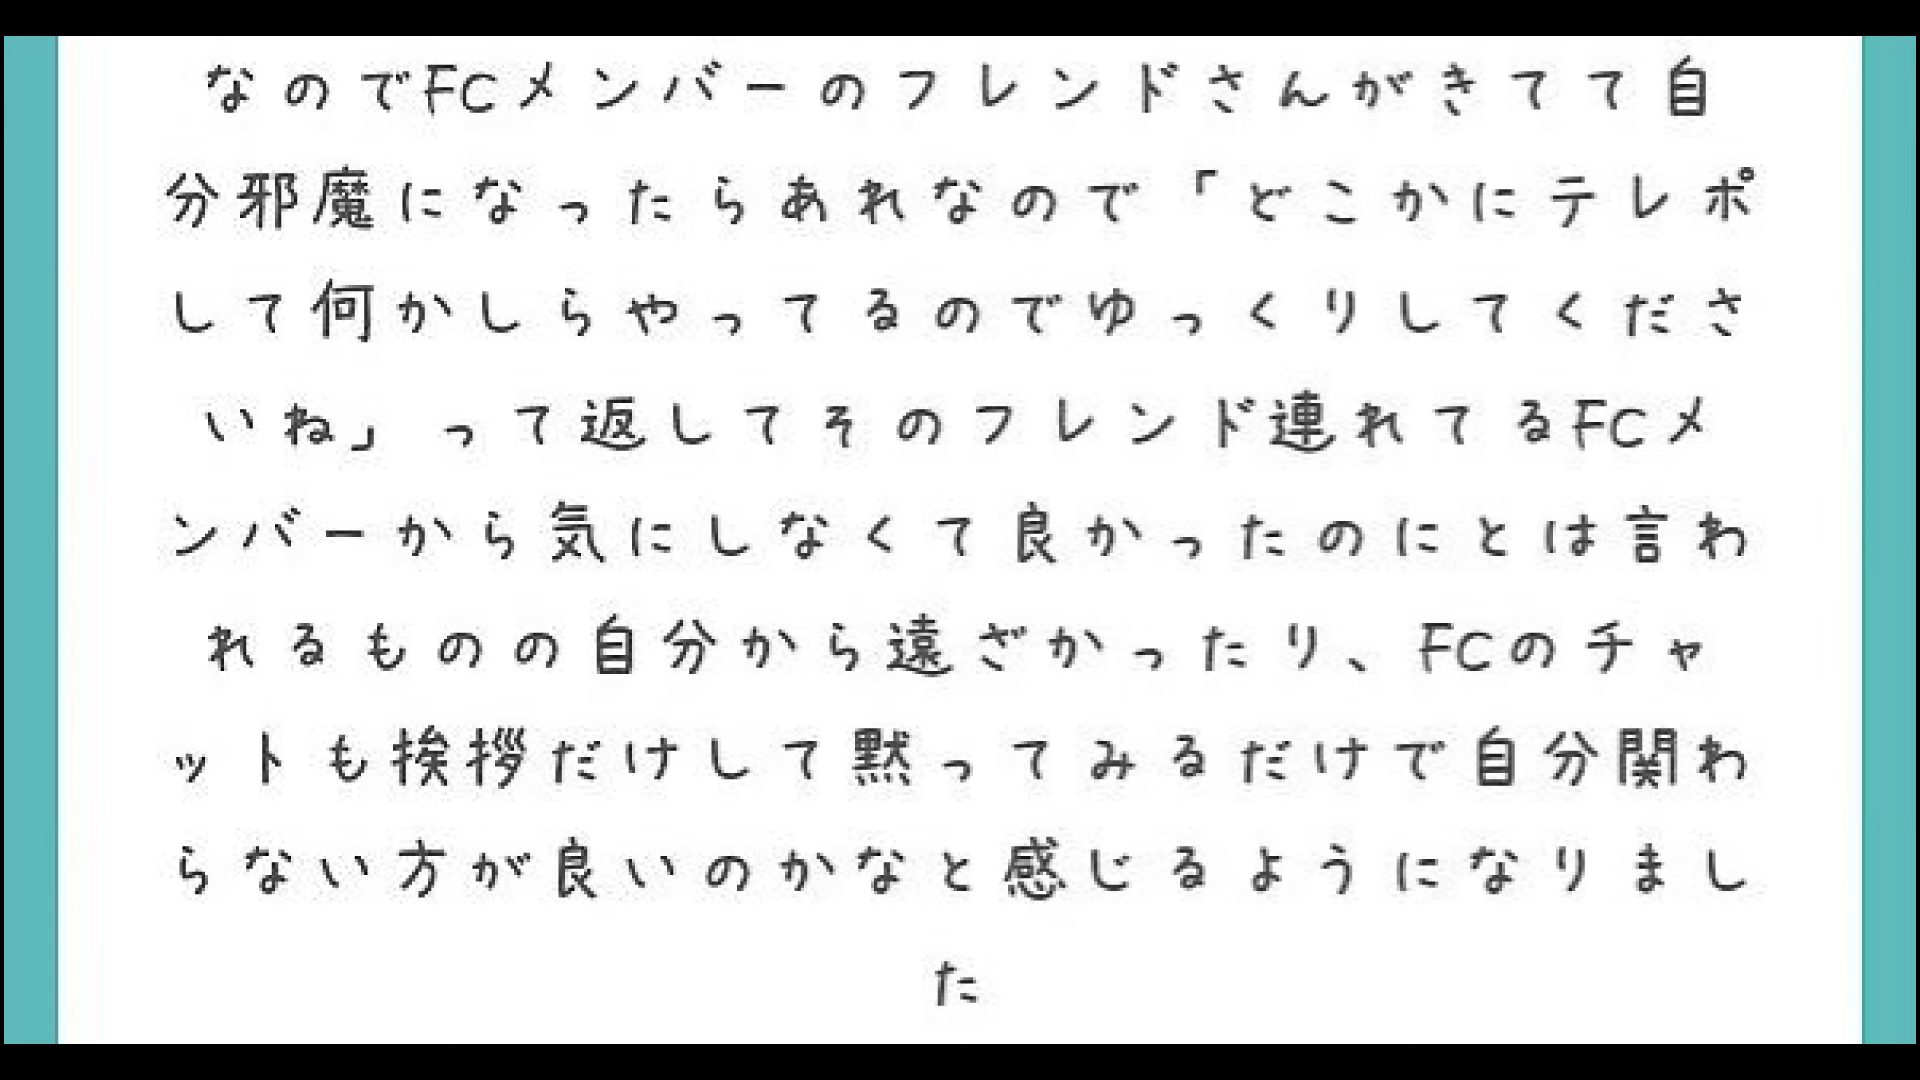 なのでFCメンバーのフレンドさんがきてて自
分邪魔になったらあれなので「どこかにテレポ
して何かしらやってるのでゆっくりしてくださ
いね」って返してそのフレンド連れてるFCメ
ンバーから気にしなくて良かったのにとは言わ
れるものの自分から遠ざかったり、FCのチャ
ットも挨拶だけして黙ってみるだけで自分関わ
らない方が良いのかなと感じるようになりまし
た